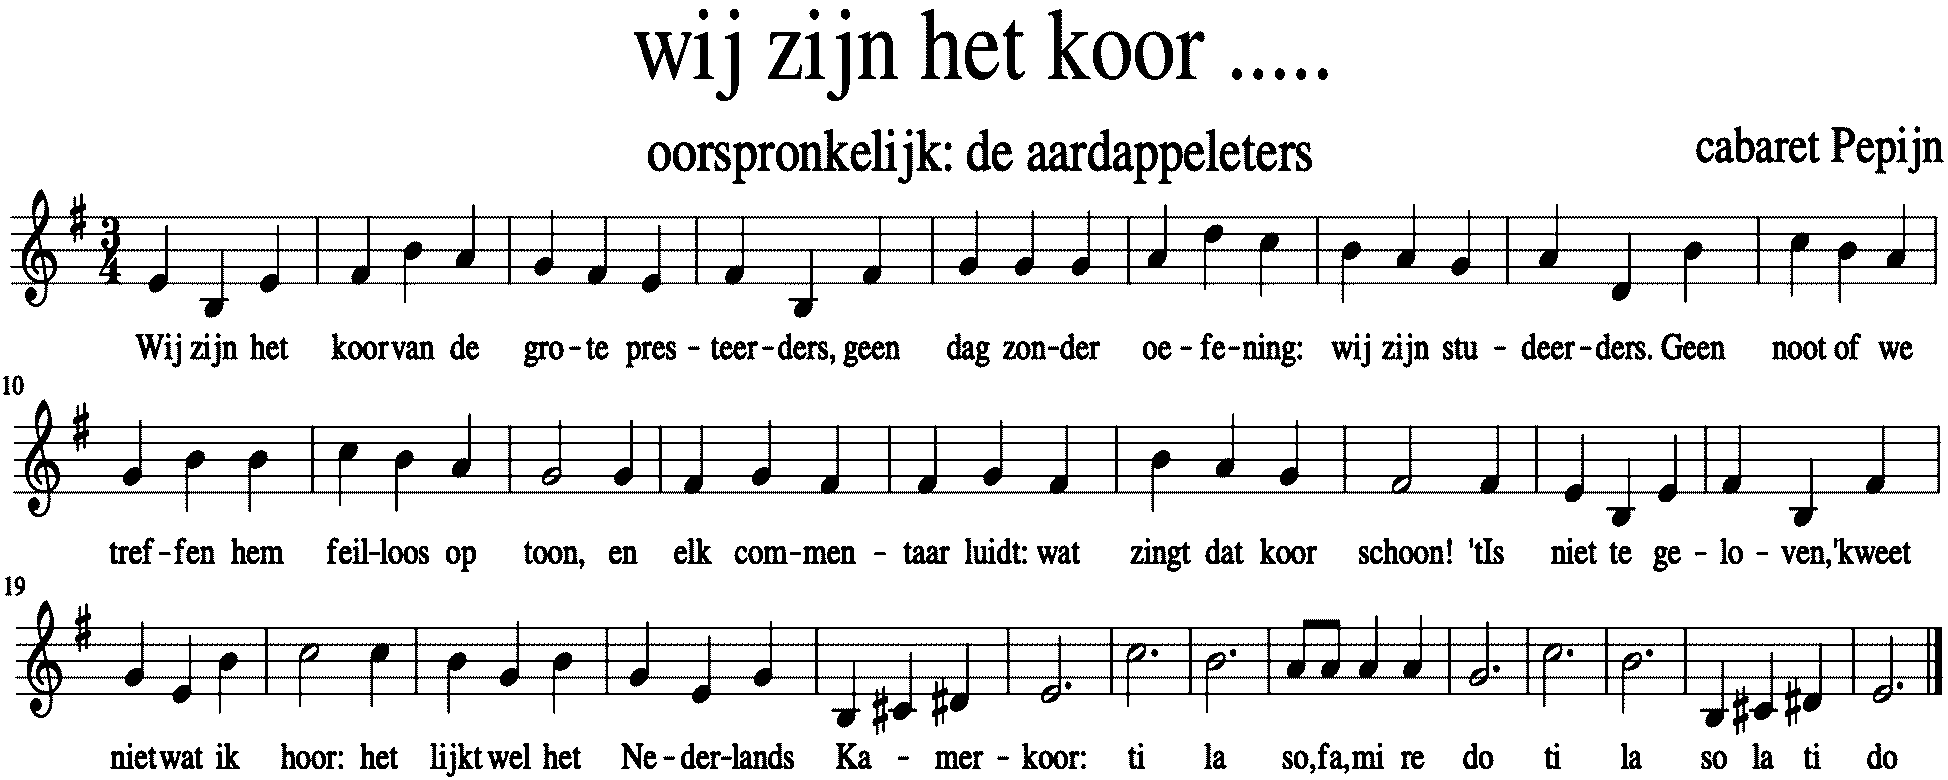 wij zijn het koor .....
oorspronkelijk: de aardappeleters
cabaret Pepijn
3
4
Wij zijn het koor van de gro-te pres-teer-ders, geen dag zon-der oe-fe-ning: wij zijn stu-deer-ders. Geen noot of we
10
tref-fen hem feil-loos op toon, en elk com-men-taar luidt: wat zingt dat koor schoon! 'tIs niet te ge-lo-ven,'kweet
19
niet wat ik hoor: het lijkt wel het Ne-der-lands Ka-mer-koor: ti la so,fa,mi re do ti la so la ti do